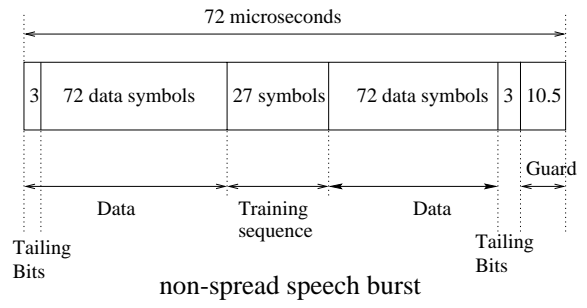 72 microseconds
3 72 data symbols 27 symbols 72 data symbols 3 10.5
Guard
Data Training sequence Data
Tailing Bits Tailing Bits
non-spread speech burst